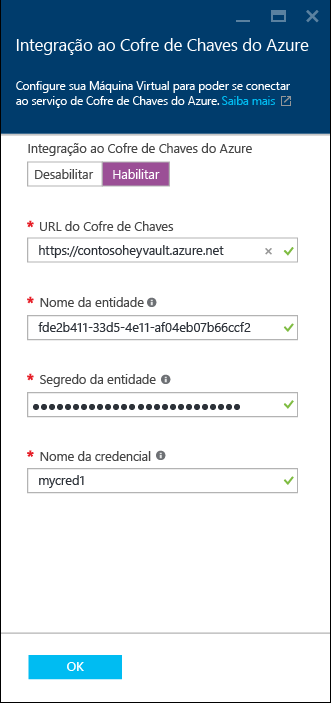 Integração ao Cofre de Chaves do Azure
Configure sua Máquina Virtual para poder se conectar
ao serviço de Cofre de Chaves do Azure. Saiba mais
Integração ao Cofre de Chaves do Azure
Desabilitar Habilitar
* URL do Cofre de Chaves
https://contosoheyvault.azure.net
* Nome da entidade
fde2b411-33d5-4e11-af04eb07b66ccf2
* Segredo da entidade
●●●●●●●●●●●●●●●●●●●●●●●●●●
* Nome da credencial
mycred1
OK